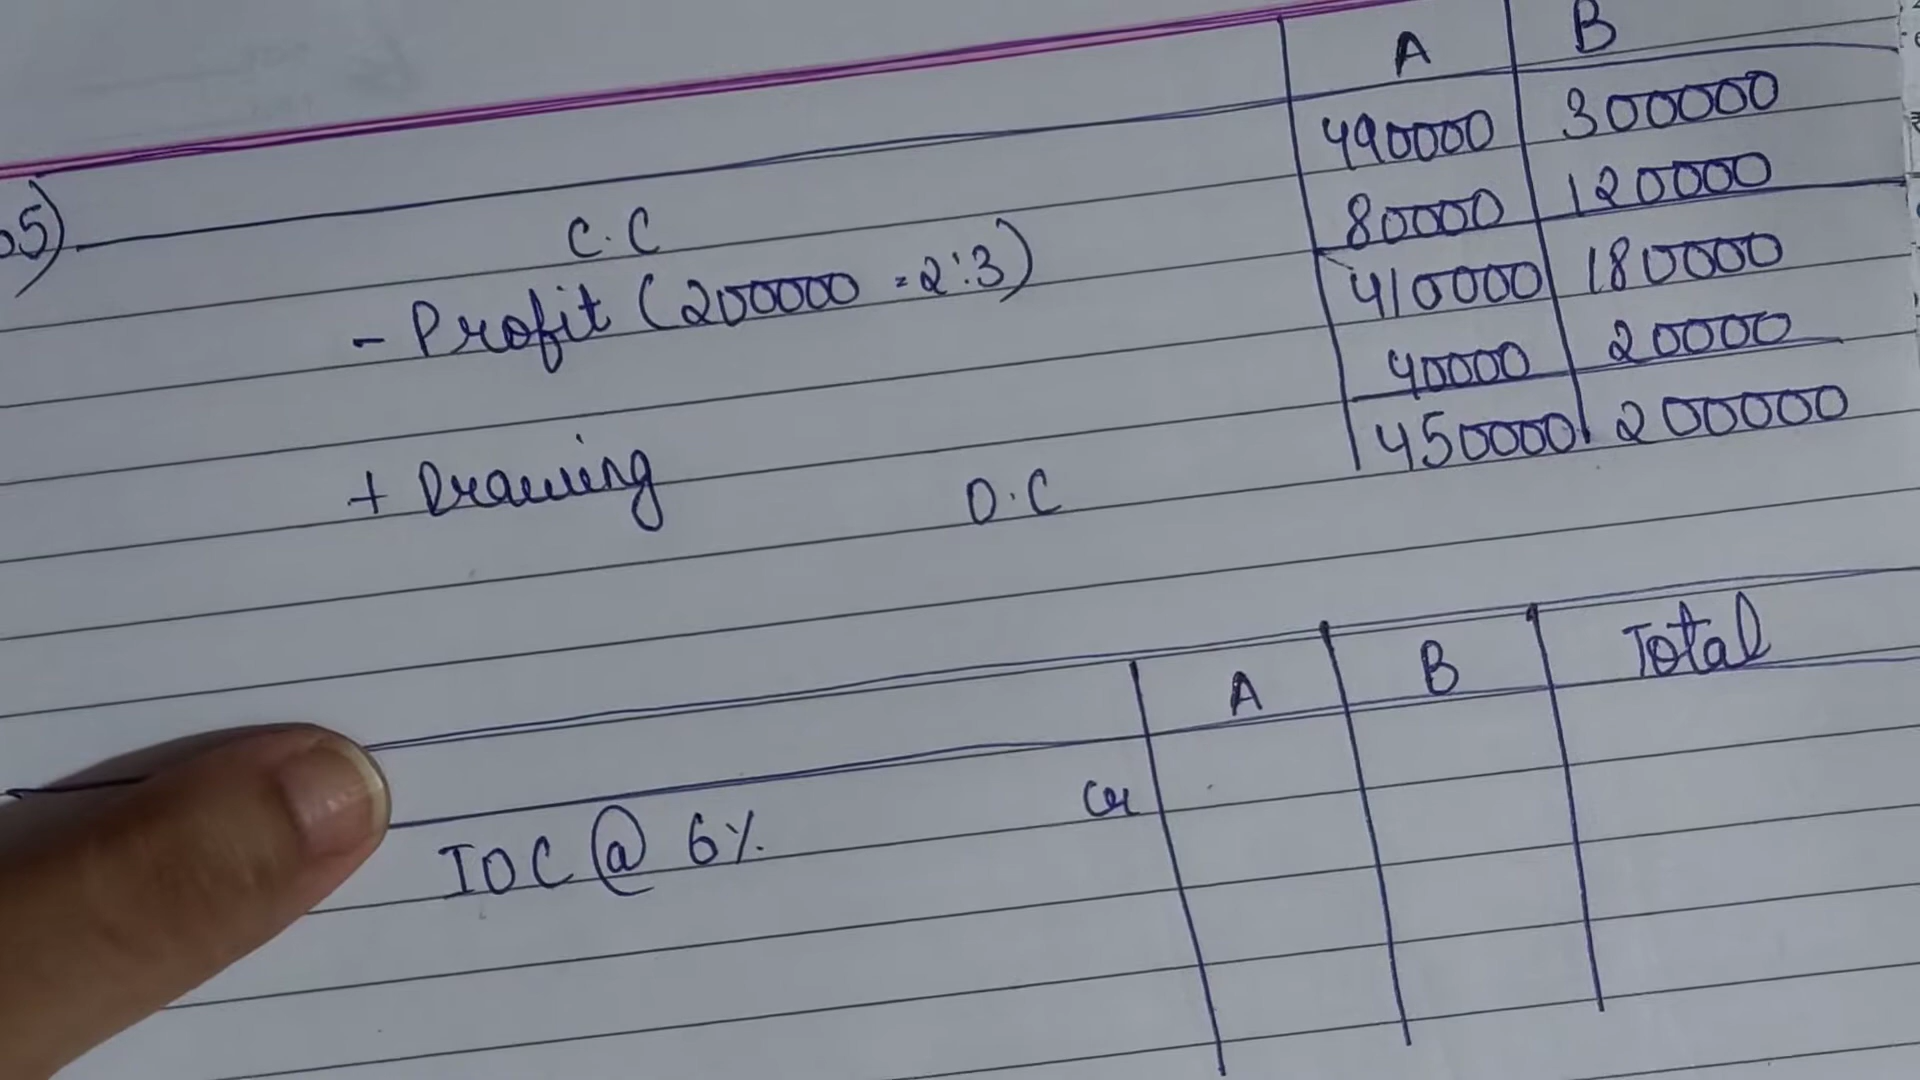 A B
05) C.C 490000 300000
- Profit (200000 = 2:3) 80000 120000
410000 180000
+ Drawing 40000 20000
O.C 450000 200000
A B Total
IOC @ 6% Cr